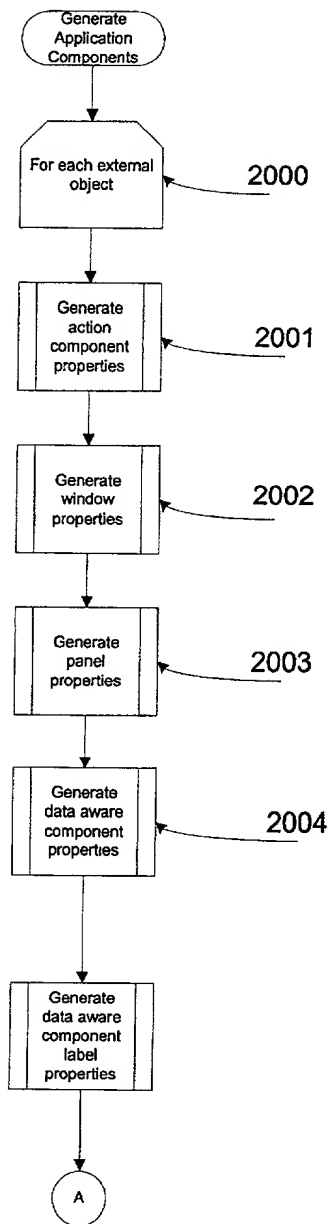 Generate
Application
Components
For each external
object
2000
Generate
action
component
properties
2001
Generate
window
properties
2002
Generate
panel
properties
2003
Generate
data aware
component
properties
2004
Generate
data aware
component
label
properties
A